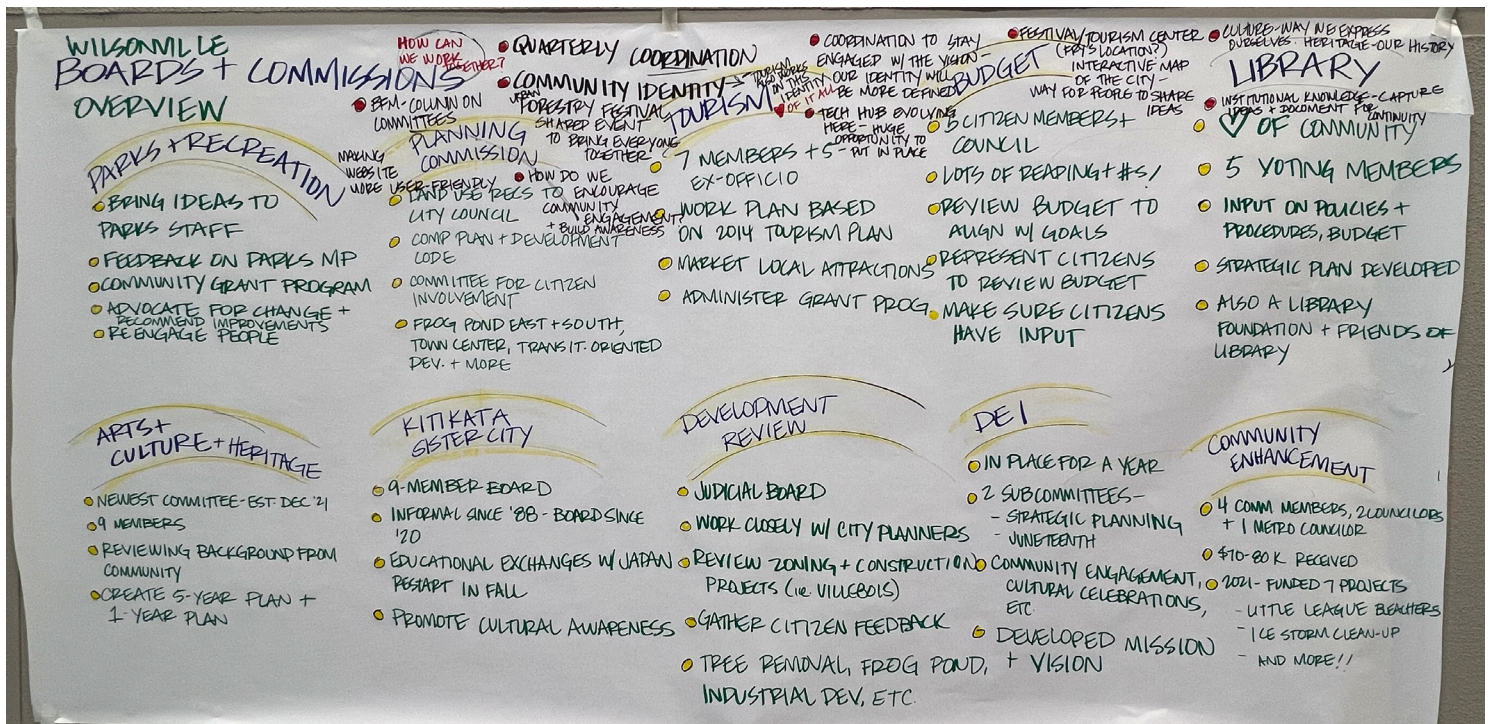 WILSONVILLE
BOARDS + COMMISSIONS
OVERVIEW
HOW CAN
WE WORK
TOGETHER?
QUARTERLY COORDINATION
COMMUNITY IDENTITY → TOURISM
ALSO WORKS
IN THIS
IDENTITY
OF IT ALL
URBAN
FORESTRY FESTIVAL
SHARED EVENT
TO BRING EVERYONE
TOGETHER
BFM-COLUMN ON
COMMITTEES
MAKING
WEBSITE
MORE USER-FRIENDLY
HOW DO WE
ENCOURAGE
COMMUNITY
ENGAGEMENT?
+ BUILD AWARENESS
COORDINATION TO STAY
ENGAGED W/ THE VISION-
OUR IDENTITY WILL
BE MORE DEFINED
TECH HUB EVOLVING
HERE - HUGE
OPPORTUNITY TO
PUT IN PLACE
FESTIVAL/TOURISM CENTER
(FRY'S LOCATION?)
INTERACTIVE MAP
OF THE CITY -
WAY FOR PEOPLE TO SHARE
IDEAS
CULTURE-WAY WE EXPRESS
OURSELVES. HERITAGE-OUR HISTORY
INSTITUTIONAL KNOWLEDGE-CAPTURE
IDEAS + DOCUMENT FOR
CONTINUITY
PARKS + RECREATION
BRING IDEAS TO
PARKS STAFF
FEEDBACK ON PARKS MP
COMMUNITY GRANT PROGRAM
ADVOCATE FOR CHANGE +
RECOMMEND IMPROVEMENTS
RE ENGAGE PEOPLE
PLANNING
COMMISSION
LAND USE RECS TO
CITY COUNCIL
COMP PLAN + DEVELOPMENT
CODE
COMMITTEE FOR CITIZEN
INVOLVEMENT
FROG POND EAST + SOUTH,
TOWN CENTER, TRANSIT-ORIENTED
DEV. + MORE
TOURISM
7 MEMBERS + 5
EX-OFFICIO
WORK PLAN BASED
ON 2014 TOURISM PLAN
MARKET LOCAL ATTRACTIONS
ADMINISTER GRANT PROG.
BUDGET
5 CITIZEN MEMBERS +
COUNCIL
LOTS OF READING + #S!
REVIEW BUDGET TO
ALIGN W/ GOALS
REPRESENT CITIZENS
TO REVIEW BUDGET
MAKE SURE CITIZENS
HAVE INPUT
LIBRARY
♡ OF COMMUNITY
5 VOTING MEMBERS
INPUT ON POLICIES +
PROCEDURES, BUDGET
STRATEGIC PLAN DEVELOPED
ALSO A LIBRARY
FOUNDATION + FRIENDS OF
LIBRARY
ARTS +
CULTURE + HERITAGE
NEWEST COMMITTEE-EST. DEC '21
9 MEMBERS
REVIEWING BACKGROUND FROM
COMMUNITY
CREATE 5-YEAR PLAN +
1-YEAR PLAN
KITIKATA
SISTER CITY
9-MEMBER BOARD
INFORMAL SINCE '88 - BOARD SINCE
'20
EDUCATIONAL EXCHANGES W/ JAPAN
RESTART IN FALL
PROMOTE CULTURAL AWARENESS
DEVELOPMENT
REVIEW
JUDICIAL BOARD
WORK CLOSELY W/ CITY PLANNERS
REVIEW ZONING + CONSTRUCTION
PROJECTS (i.e. VILLEBOIS)
GATHER CITIZEN FEEDBACK
TREE REMOVAL, FROG POND,
INDUSTRIAL DEV, ETC.
DEI
IN PLACE FOR A YEAR
2 SUBCOMMITTEES -
- STRATEGIC PLANNING
- JUNETEENTH
COMMUNITY ENGAGEMENT,
CULTURAL CELEBRATIONS,
ETC.
DEVELOPED MISSION
+ VISION
COMMUNITY
ENHANCEMENT
4 COMM MEMBERS, 2 COUNCILORS
+ 1 METRO COUNCILOR
$70-80K RECEIVED
2021 - FUNDED 7 PROJECTS
- LITTLE LEAGUE BLEACHERS
- ICE STORM CLEAN-UP
- AND MORE!!